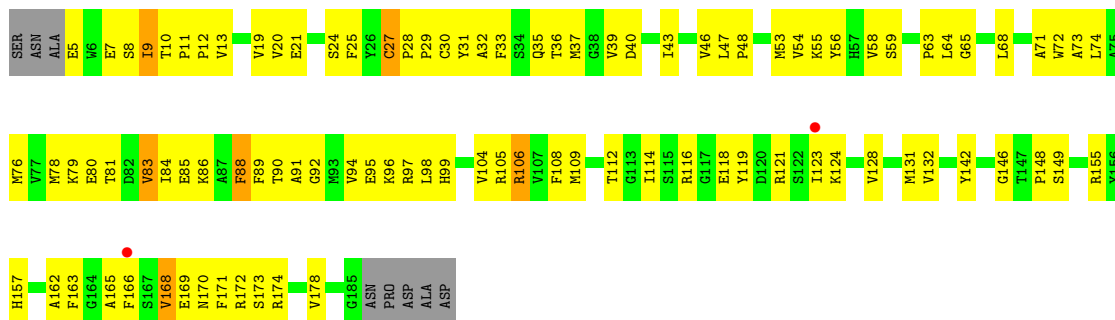 SER ASN ALA E5 W6 E7 S8 I9 T10 P11 P12 V13 V19 V20 E21 S24 F25 Y26 C27 P28 P29 C30 Y31 A32 F33 S34 Q35 T36 M37 G38 V39 D40 I43 V46 L47 P48 M53 V54 K55 Y56 H57 V58 S59 P63 L64 G65 L68 A71 W72 A73 L74 A75
M76 V77 M78 K79 E80 T81 D82 V83 I84 E85 K86 A87 F88 F89 T90 A91 G92 M93 V94 E95 K96 R97 L98 H99 V104 R105 R106 V107 F108 M109 T112 G113 I114 S115 R116 G117 E118 Y119 D120 R121 S122 I123 K124 V128 M131 V132 Y142 G146 T147 P148 S149 R155 Y156
H157 A162 F163 G164 A165 F166 S167 V168 E169 N170 F171 R172 S173 R174 V178 G185 ASN PRO ASP ALA ASP